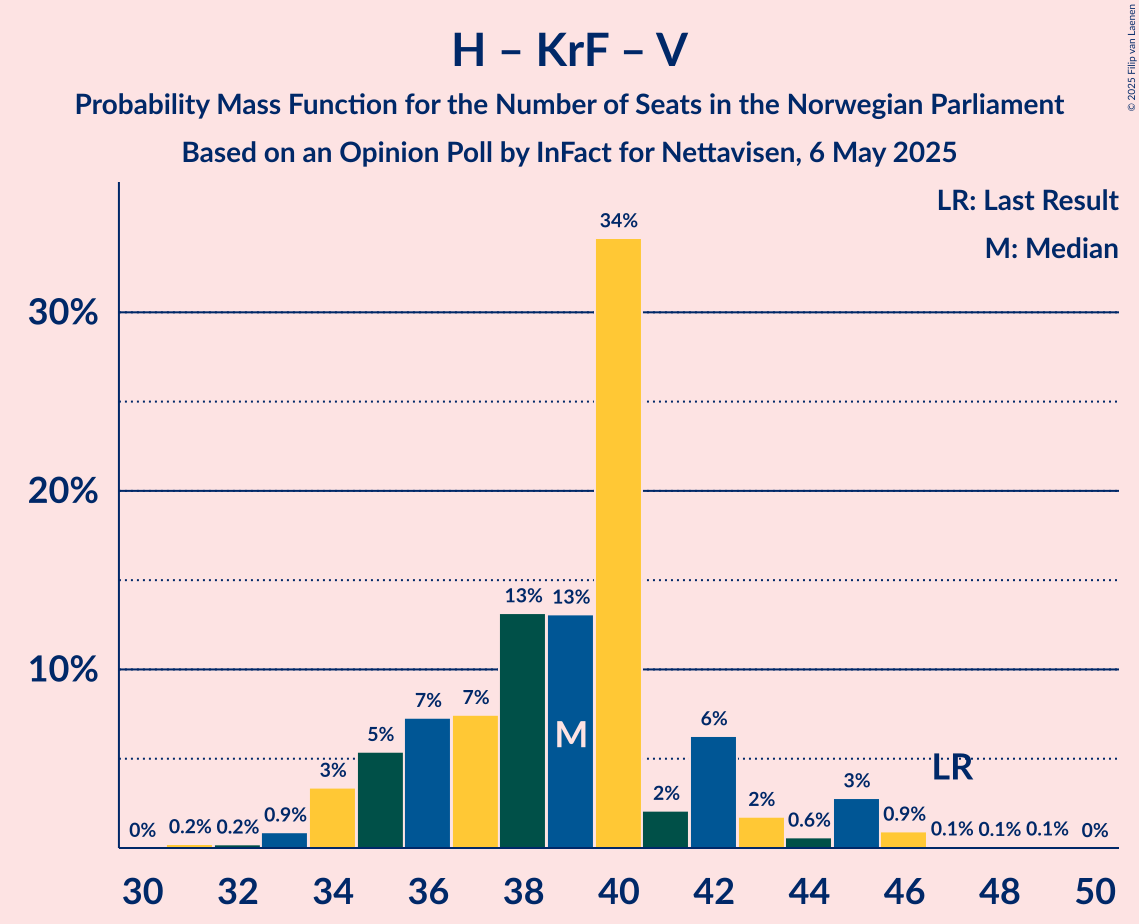 H – KrF – V
Probability Mass Function for the Number of Seats in the Norwegian Parliament
Based on an Opinion Poll by InFact for Nettavisen, 6 May 2025
© 2025 Filip van Laenen
LR: Last Result
M: Median
30%
20%
10%
0%
0.2%
0.2%
0.9%
3%
5%
7%
7%
13%
13%
34%
2%
6%
2%
0.6%
3%
0.9%
0.1%
0.1%
0.1%
0%
M
LR
30 32 34 36 38 40 42 44 46 48 50